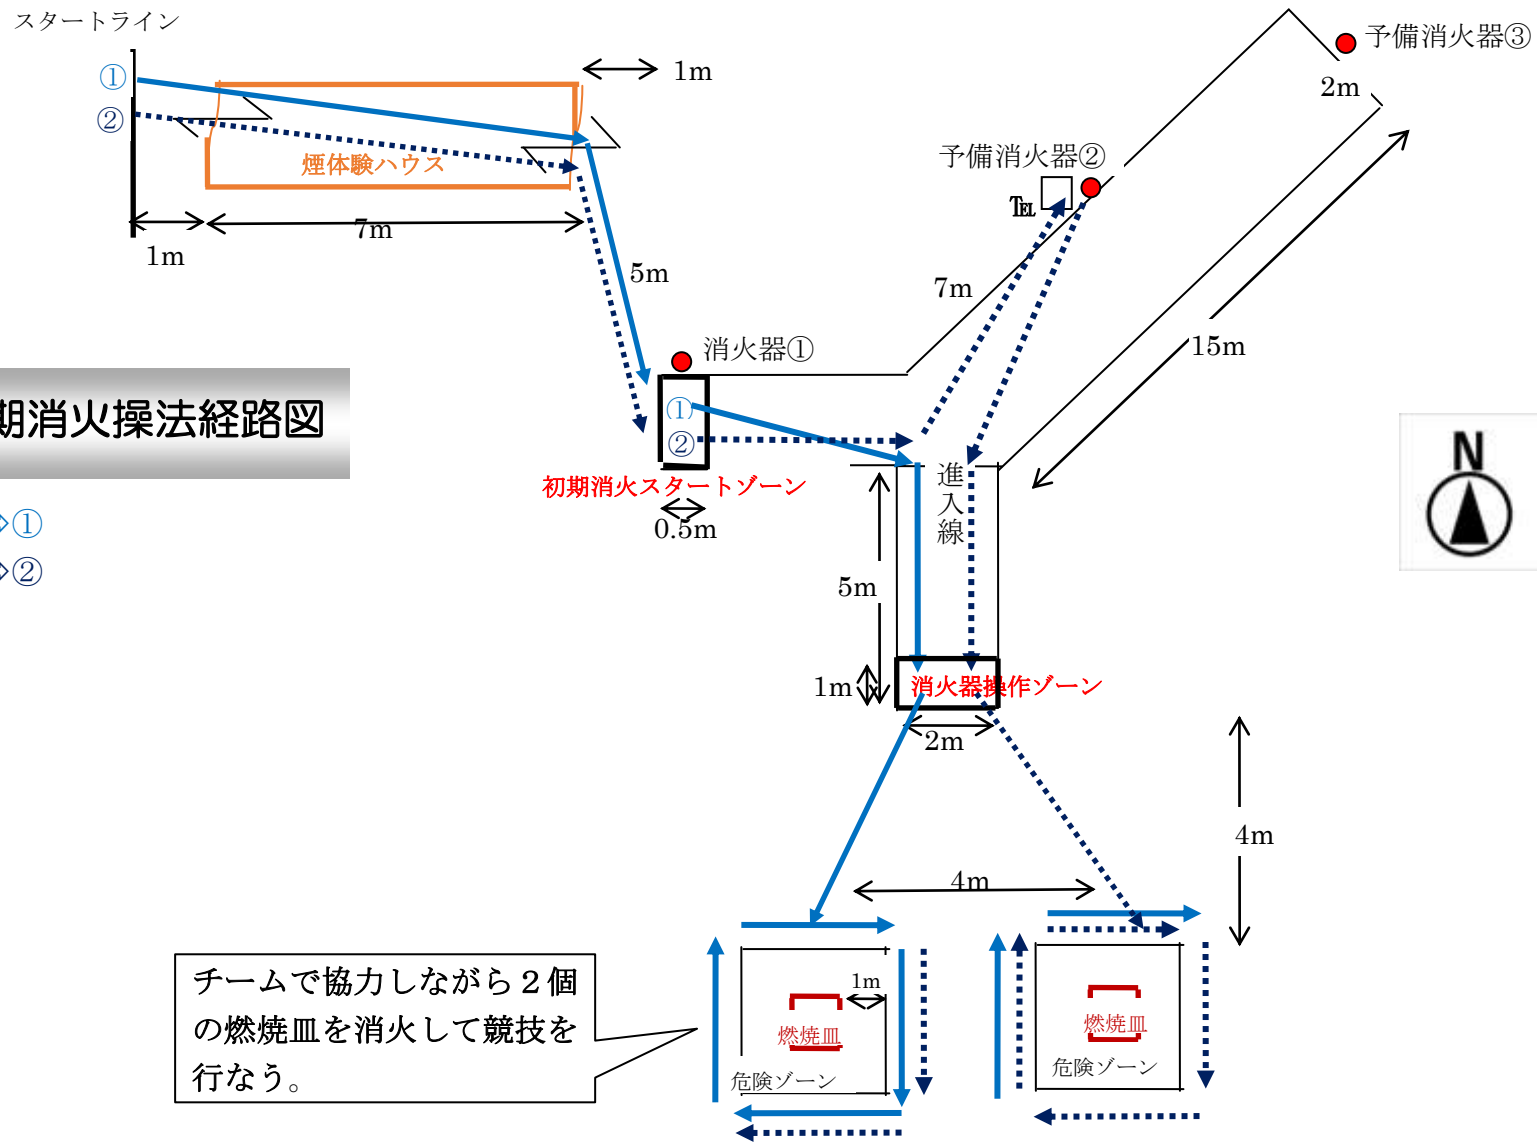 スタートライン
予備消火器③
①
1m
2m
②
予備消火器②
煙体験ハウス
TEL
7m
1m
5m
7m
15m
消火器①
期消火操法経路図
①
②
N
初期消火スタートゾーン
進入線
0.5m
①
②
5m
1m
消火器操作ゾーン
2m
4m
4m
チームで協力しながら２個
の燃焼皿を消火して競技を
行なう。
1m
燃焼皿
危険ゾーン
燃焼皿
危険ゾーン